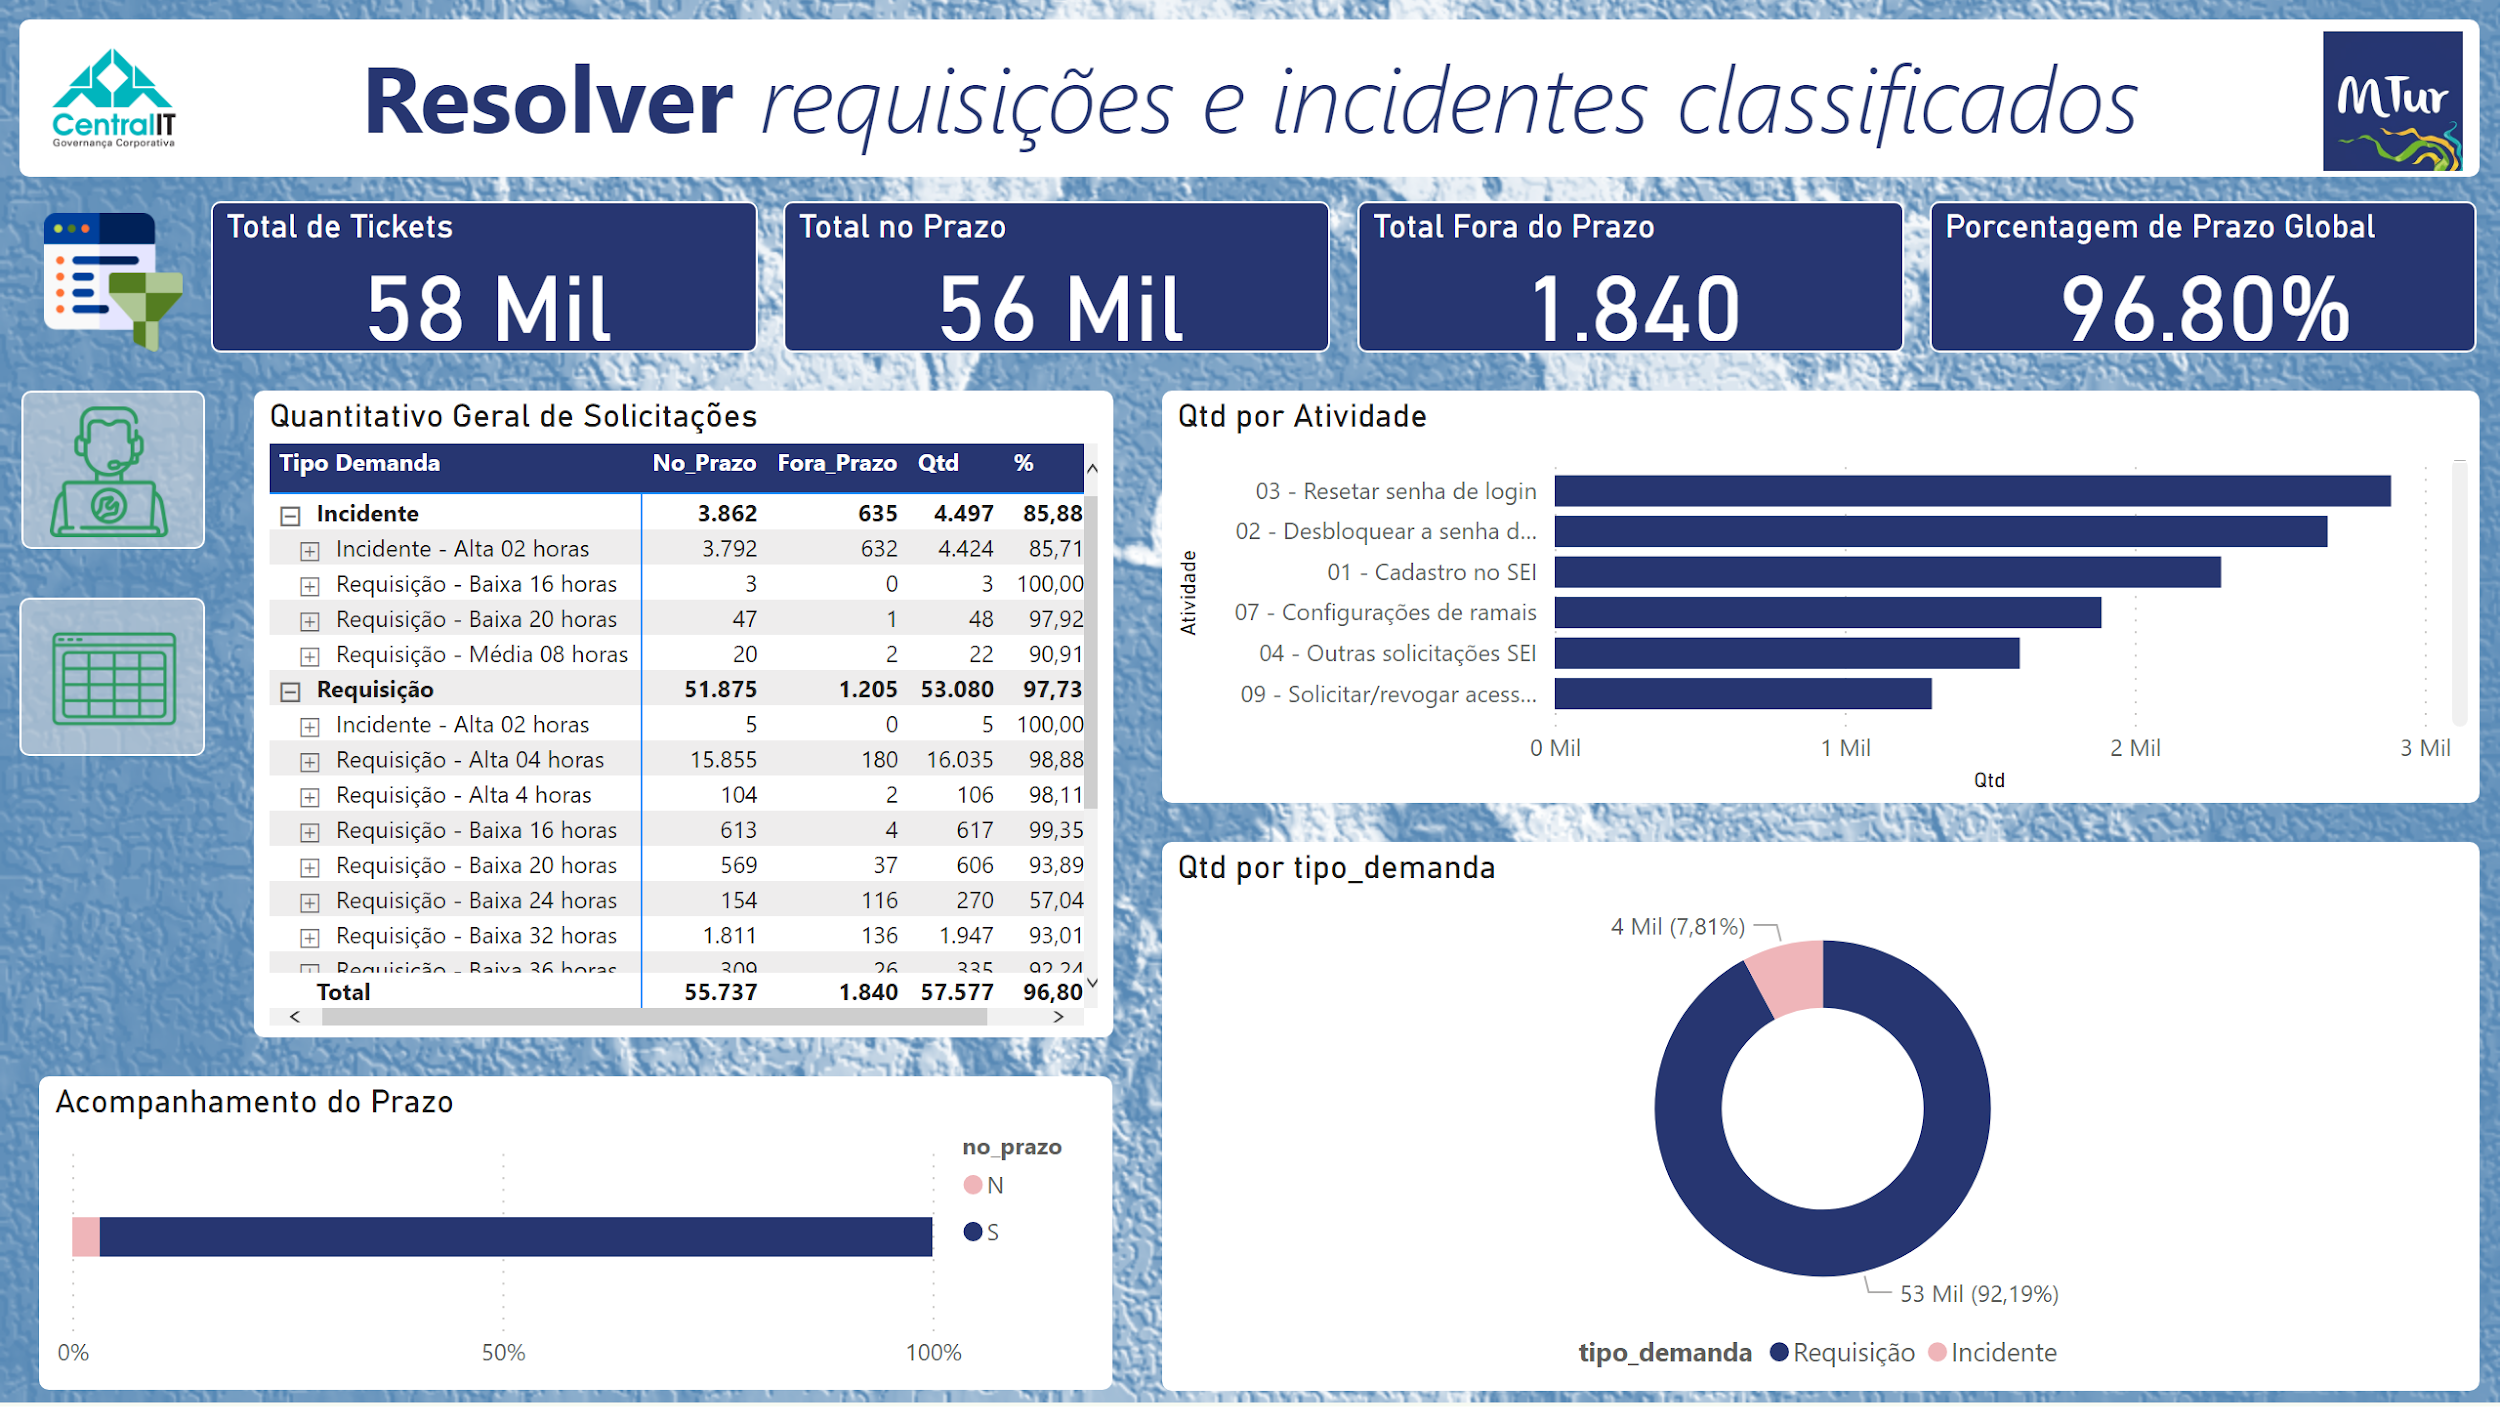 CentralIT
Governança Corporativa
Resolver requisições e incidentes classificados
MTur
Total de Tickets
58 Mil
Total no Prazo
56 Mil
Total Fora do Prazo
1.840
Porcentagem de Prazo Global
96.80%
Quantitativo Geral de Solicitações
Tipo Demanda No_Prazo Fora_Prazo Qtd %
Incidente 3.862 635 4.497 85,88
Incidente - Alta 02 horas 3.792 632 4.424 85,71
Requisição - Baixa 16 horas 3 0 3 100,00
Requisição - Baixa 20 horas 47 1 48 97,92
Requisição - Média 08 horas 20 2 22 90,91
Requisição 51.875 1.205 53.080 97,73
Incidente - Alta 02 horas 5 0 5 100,00
Requisição - Alta 04 horas 15.855 180 16.035 98,88
Requisição - Alta 4 horas 104 2 106 98,11
Requisição - Baixa 16 horas 613 4 617 99,35
Requisição - Baixa 20 horas 569 37 606 93,89
Requisição - Baixa 24 horas 154 116 270 57,04
Requisição - Baixa 32 horas 1.811 136 1.947 93,01
Requisição - Baixa 36 horas 309 26 335 92,24
Total 55.737 1.840 57.577 96,80
Qtd por Atividade
Atividade
03 - Resetar senha de login
02 - Desbloquear a senha d...
01 - Cadastro no SEI
07 - Configurações de ramais
04 - Outras solicitações SEI
09 - Solicitar/revogar acess...
0 Mil 1 Mil 2 Mil 3 Mil
Qtd
Qtd por tipo_demanda
4 Mil (7,81%)
53 Mil (92,19%)
tipo_demanda Requisição Incidente
Acompanhamento do Prazo
no_prazo
N
S
0% 50% 100%